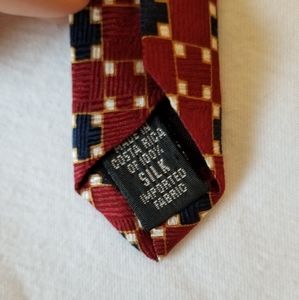 MADE IN
COSTA RICA
OF 100%
SILK
IMPORTED
FABRIC